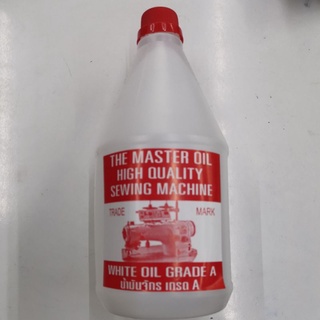 THE MASTER OIL
HIGH QUALITY
SEWING MACHINE
TRADE MARK
WHITE OIL GRADE A
น้ำมันจักร เกรด A